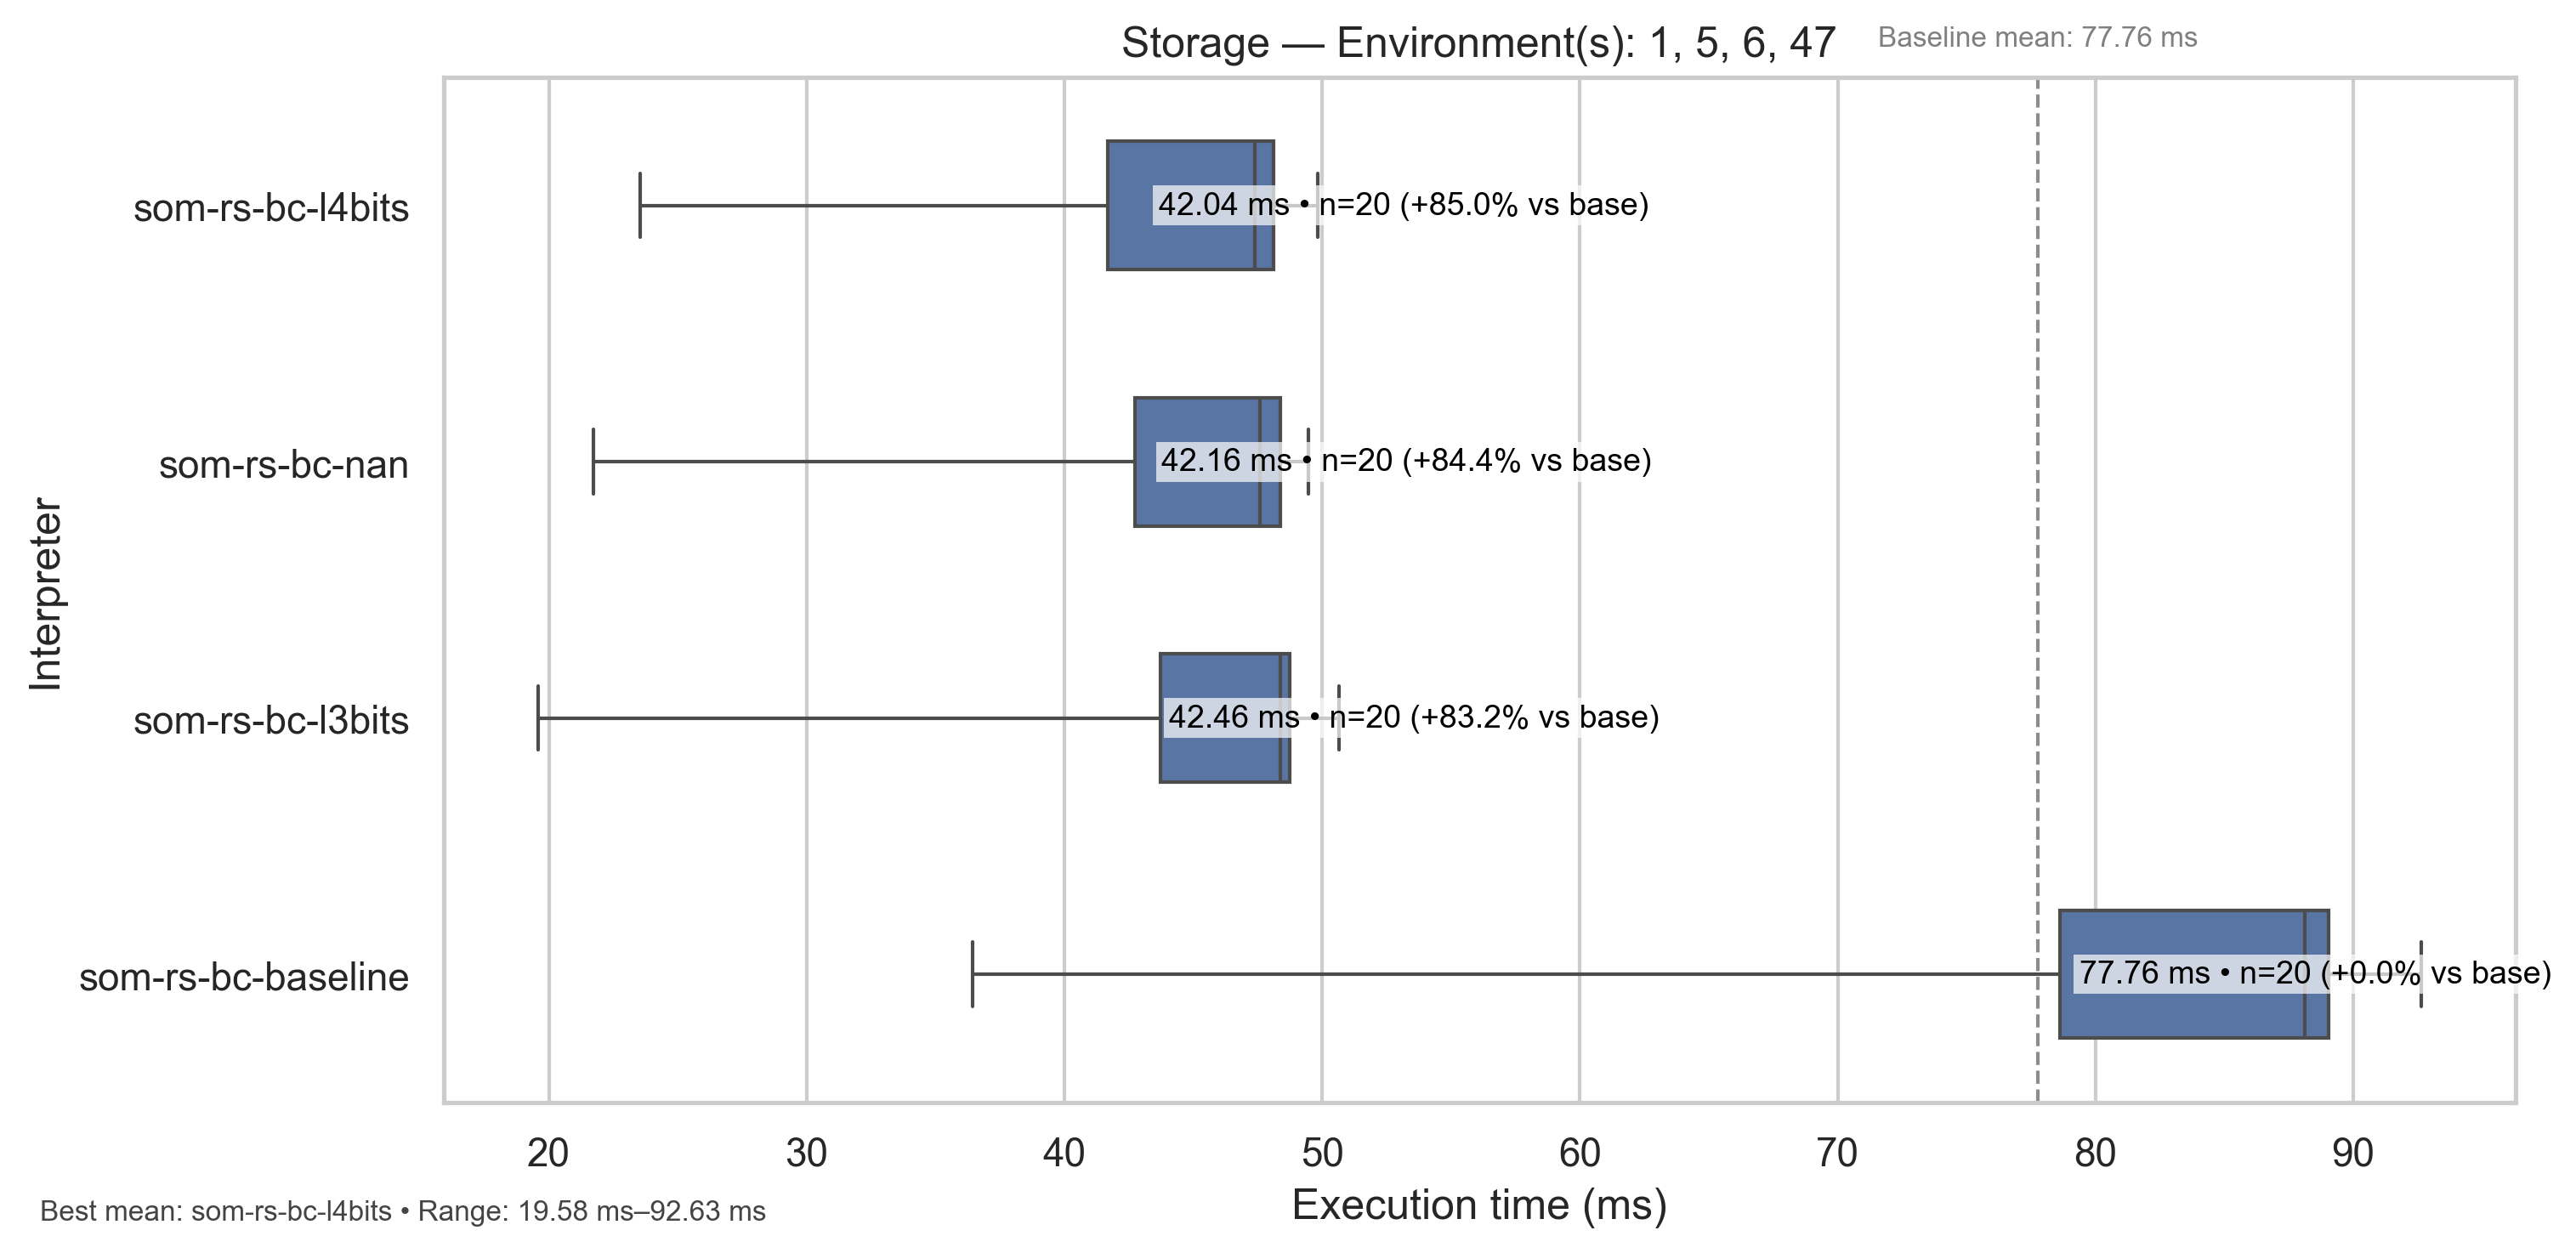 Storage — Environment(s): 1, 5, 6, 47
Baseline mean: 77.76 ms
Interpreter
som-rs-bc-l4bits
42.04 ms • n=20 (+85.0% vs base)
som-rs-bc-nan
42.16 ms • n=20 (+84.4% vs base)
som-rs-bc-l3bits
42.46 ms • n=20 (+83.2% vs base)
som-rs-bc-baseline
77.76 ms • n=20 (+0.0% vs base)
20 30 40 50 60 70 80 90
Execution time (ms)
Best mean: som-rs-bc-l4bits • Range: 19.58 ms–92.63 ms